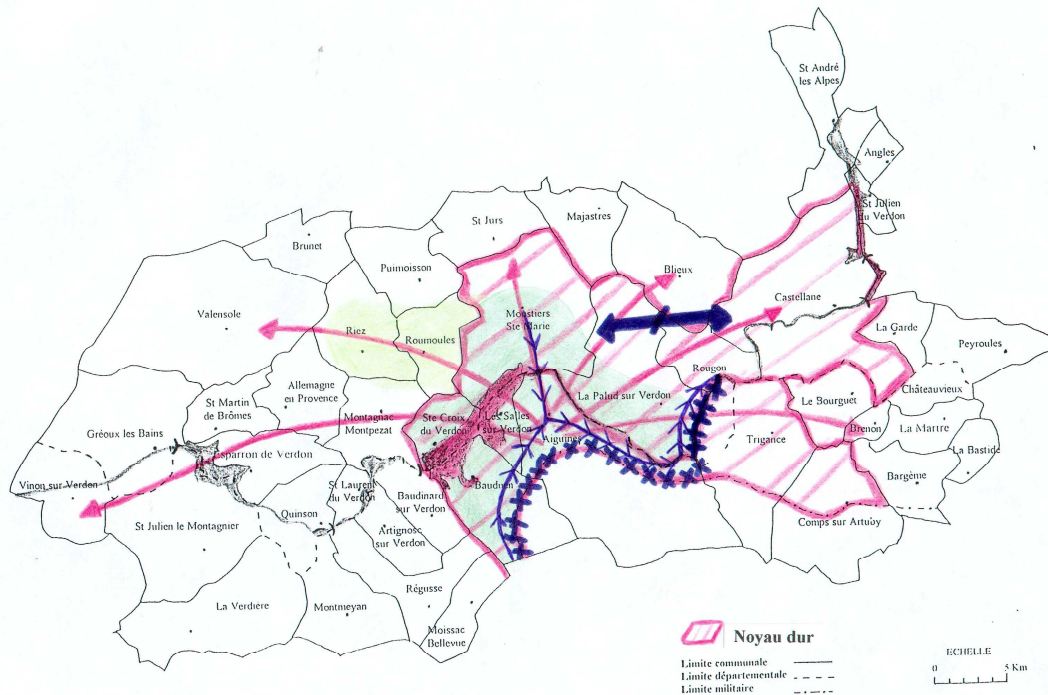 St André
les Alpes
Angles
St Julien
du Verdon
St Jurs
Majastres
Brunet
Puimoisson
Blieux
Castellane
Valensole
Moustiers
Ste Marie
Riez
Roumoules
La Garde
Peyroules
Rougon
Châteauvieux
Allemagne
en Provence
La Palud sur Verdon
Le Bourguet
St Martin
de Brômes
Montagnac
Montpezat
Ste Croix
du Verdon
Les Salles
sur Verdon
Brenon
La Martre
Gréoux les Bains
Aiguines
Trigance
La Bastide
Esparron de Verdon
Bargème
Vinon sur Verdon
St Laurent
du Verdon
Baudinard
sur Verdon
Bauduen
Quinson
Comps sur Artuby
St Julien le Montagnier
Artignosc
sur Verdon
Régusse
La Verdière
Montmeyan
Moissac
Bellevue
Noyau dur
Limite communale
Limite départementale
Limite militaire
ECHELLE
0 5 Km